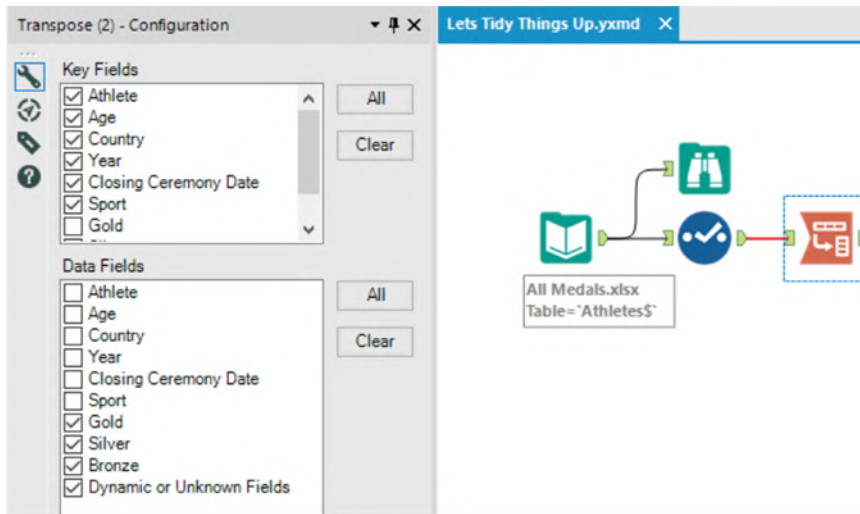 Transpose (2) - Configuration
Key Fields
Athlete
Age
Country
Year
Closing Ceremony Date
Sport
Gold
All
Clear
Data Fields
Athlete
Age
Country
Year
Closing Ceremony Date
Sport
Gold
Silver
Bronze
Dynamic or Unknown Fields
All
Clear
Lets Tidy Things Up.yxmd
All Medals.xlsx
Table=`Athletes$`